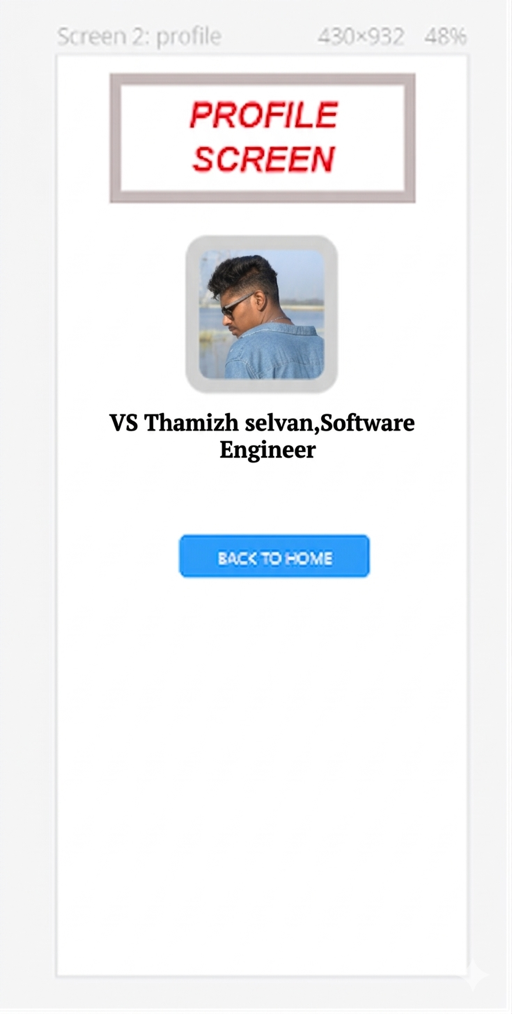 Screen 2: profile 430×932 48%
PROFILE
SCREEN
VS Thamizh selvan,Software
Engineer
BACK TO HOME